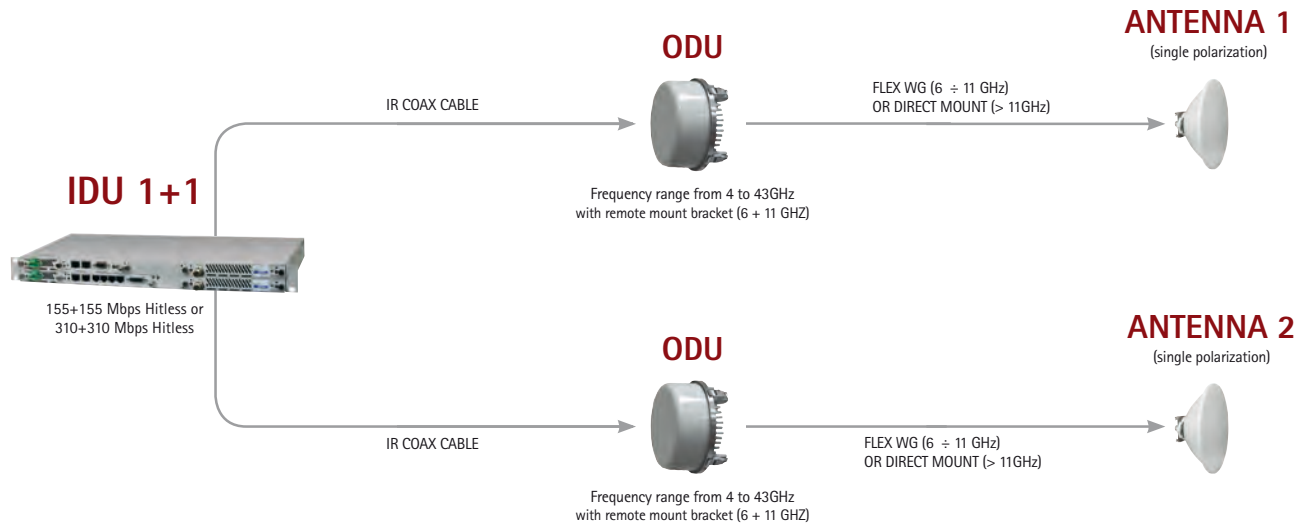 ANTENNA 1
(single polarization)
ODU
FLEX WG (6 ÷ 11 GHz)
OR DIRECT MOUNT (> 11GHz)
IR COAX CABLE
Frequency range from 4 to 43GHz
with remote mount bracket (6 + 11 GHZ)
IDU 1+1
155+155 Mbps Hitless or
310+310 Mbps Hitless
ANTENNA 2
(single polarization)
ODU
IR COAX CABLE
FLEX WG (6 ÷ 11 GHz)
OR DIRECT MOUNT (> 11GHz)
Frequency range from 4 to 43GHz
with remote mount bracket (6 + 11 GHZ)